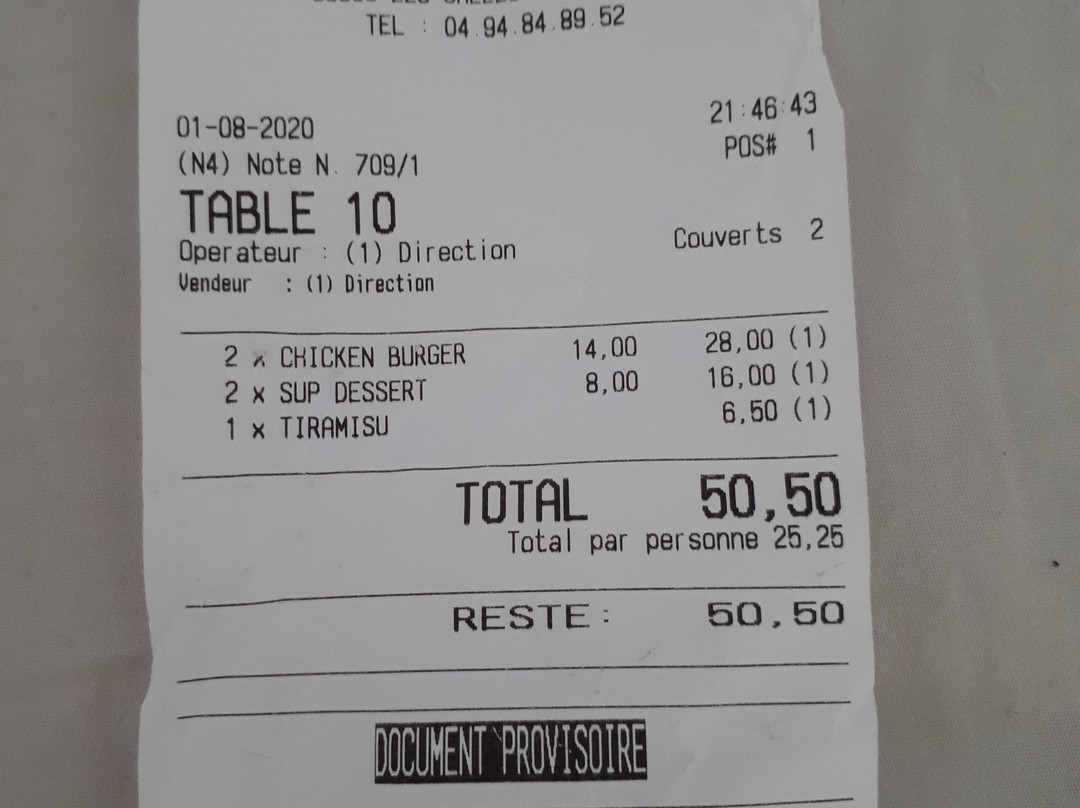 TEL : 04.94.84.89.52
01-08-2020 21:46:43
(N4) Note N. 709/1 POS# 1
TABLE 10
Operateur : (1) Direction Couverts 2
Vendeur : (1) Direction
2 x CHICKEN BURGER 14,00 28,00 (1)
2 x SUP DESSERT 8,00 16,00 (1)
1 x TIRAMISU 6,50 (1)
TOTAL 50,50
Total par personne 25,25
RESTE: 50,50
DOCUMENT PROVISOIRE